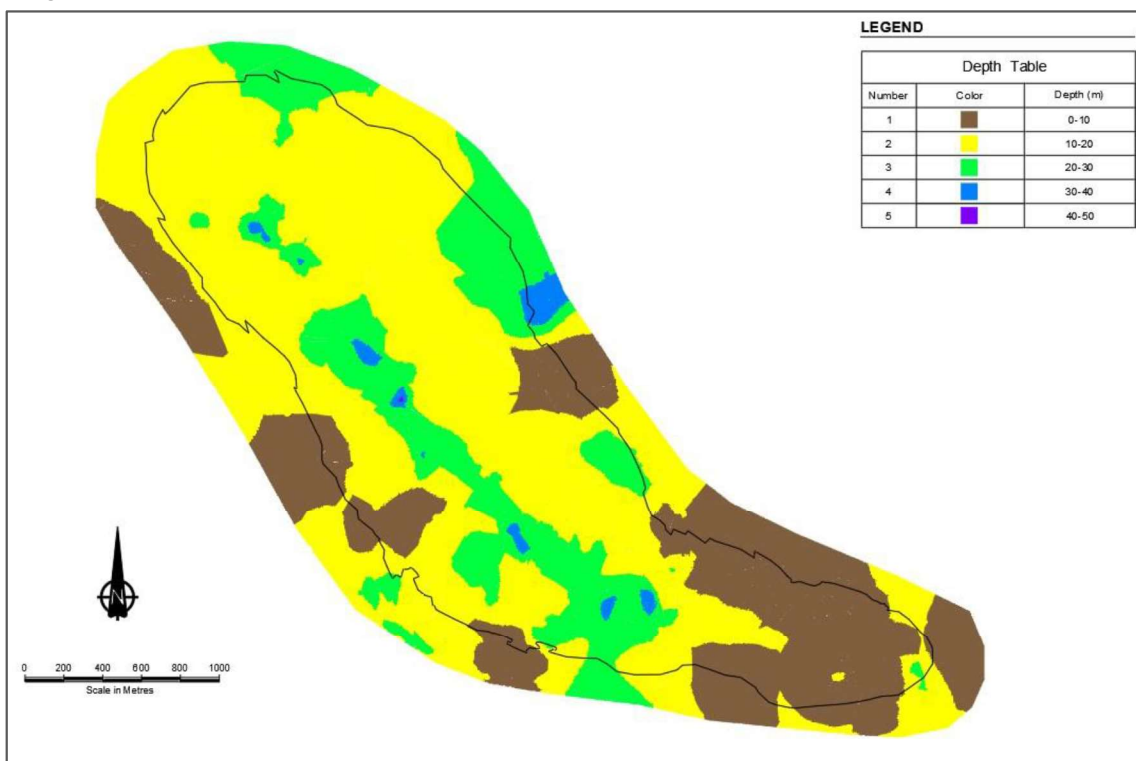 LEGEND
Depth Table
Number Color Depth (m)
1 0-10
2 10-20
3 20-30
4 30-40
5 40-50
N
0 200 400 600 800 1000
Scale in Metres